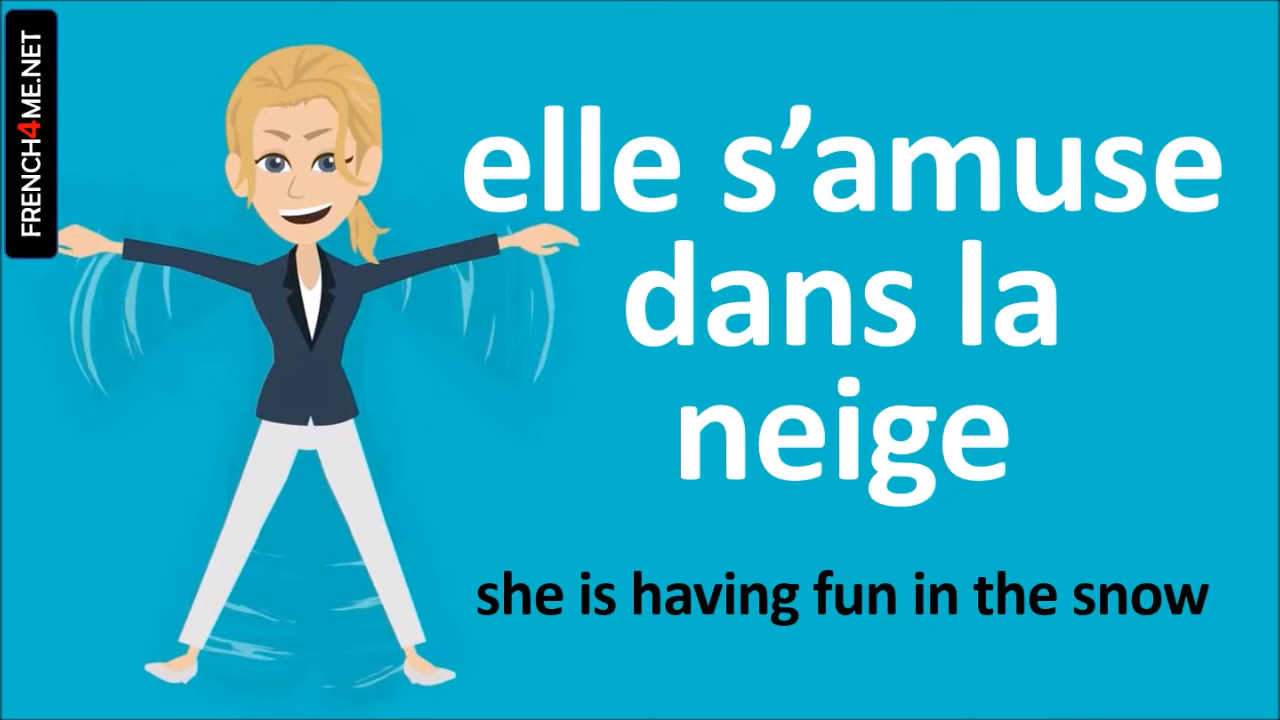 FRENCH4ME.NET
elle s’amuse
dans la
neige
she is having fun in the snow